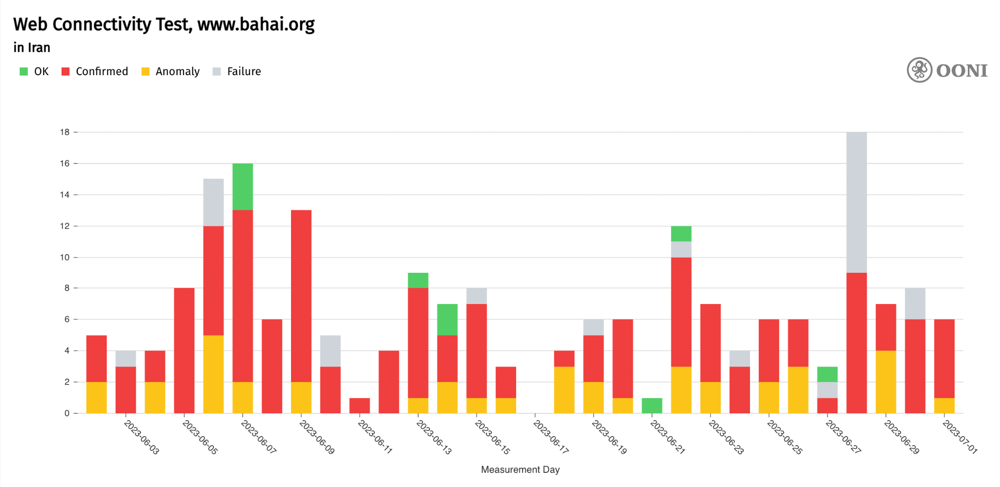 Web Connectivity Test, www.bahai.org
in Iran
OK Confirmed Anomaly Failure
OONI
18
16
14
12
10
8
6
4
2
0
2023-06-03 2023-06-05 2023-06-07 2023-06-09 2023-06-11 2023-06-13 2023-06-15 2023-06-17 2023-06-19 2023-06-21 2023-06-23 2023-06-25 2023-06-27 2023-06-29 2023-07-01
Measurement Day